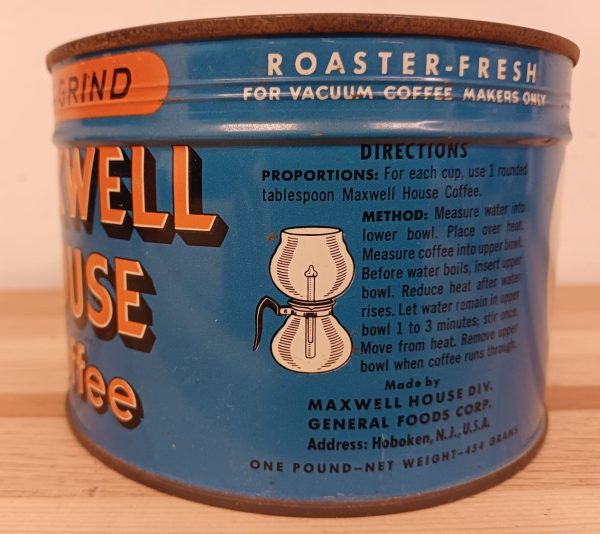 GRIND
ROASTER-FRESH
FOR VACUUM COFFEE MAKERS ONLY
WELL
USE
fee
DIRECTIONS
PROPORTIONS: For each cup, use 1 rounded
tablespoon Maxwell House Coffee.
METHOD: Measure water into
lower bowl. Place over heat.
Measure coffee into upper bowl.
Before water boils, insert upper
bowl. Reduce heat after water
rises. Let water remain in upper
bowl 1 to 3 minutes; stir once.
Move from heat. Remove upper
bowl when coffee runs through.
Made by
MAXWELL HOUSE DIV.
GENERAL FOODS CORP.
Address: Hoboken, N.J., U.S.A.
ONE POUND—NET WEIGHT—454 GRAMS